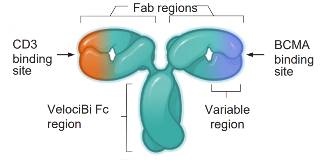 Fab regions
CD3
binding
site
BCMA
binding
site
VelociBi Fc
region
Variable
region